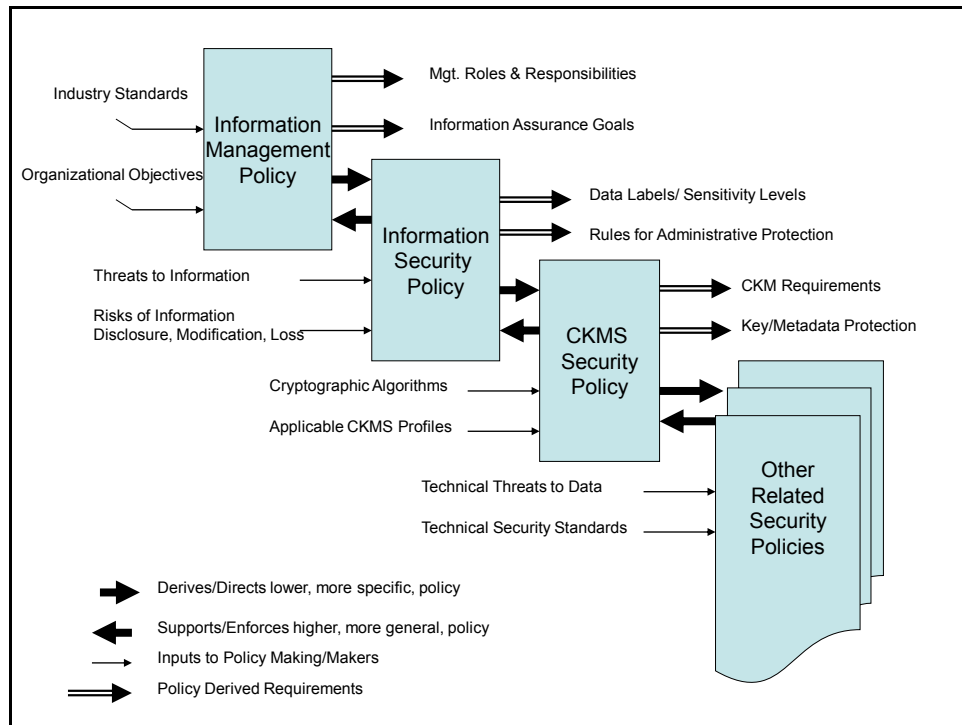 Mgt. Roles & Responsibilities
Industry Standards
Information Assurance Goals
Information
Management
Policy
Organizational Objectives
Data Labels/ Sensitivity Levels
Rules for Administrative Protection
Information
Security
Policy
Threats to Information
Risks of Information
Disclosure, Modification, Loss
CKM Requirements
Key/Metadata Protection
CKMS
Security
Policy
Cryptographic Algorithms
Applicable CKMS Profiles
Other
Related
Security
Policies
Technical Threats to Data
Technical Security Standards
Derives/Directs lower, more specific, policy
Supports/Enforces higher, more general, policy
Inputs to Policy Making/Makers
Policy Derived Requirements